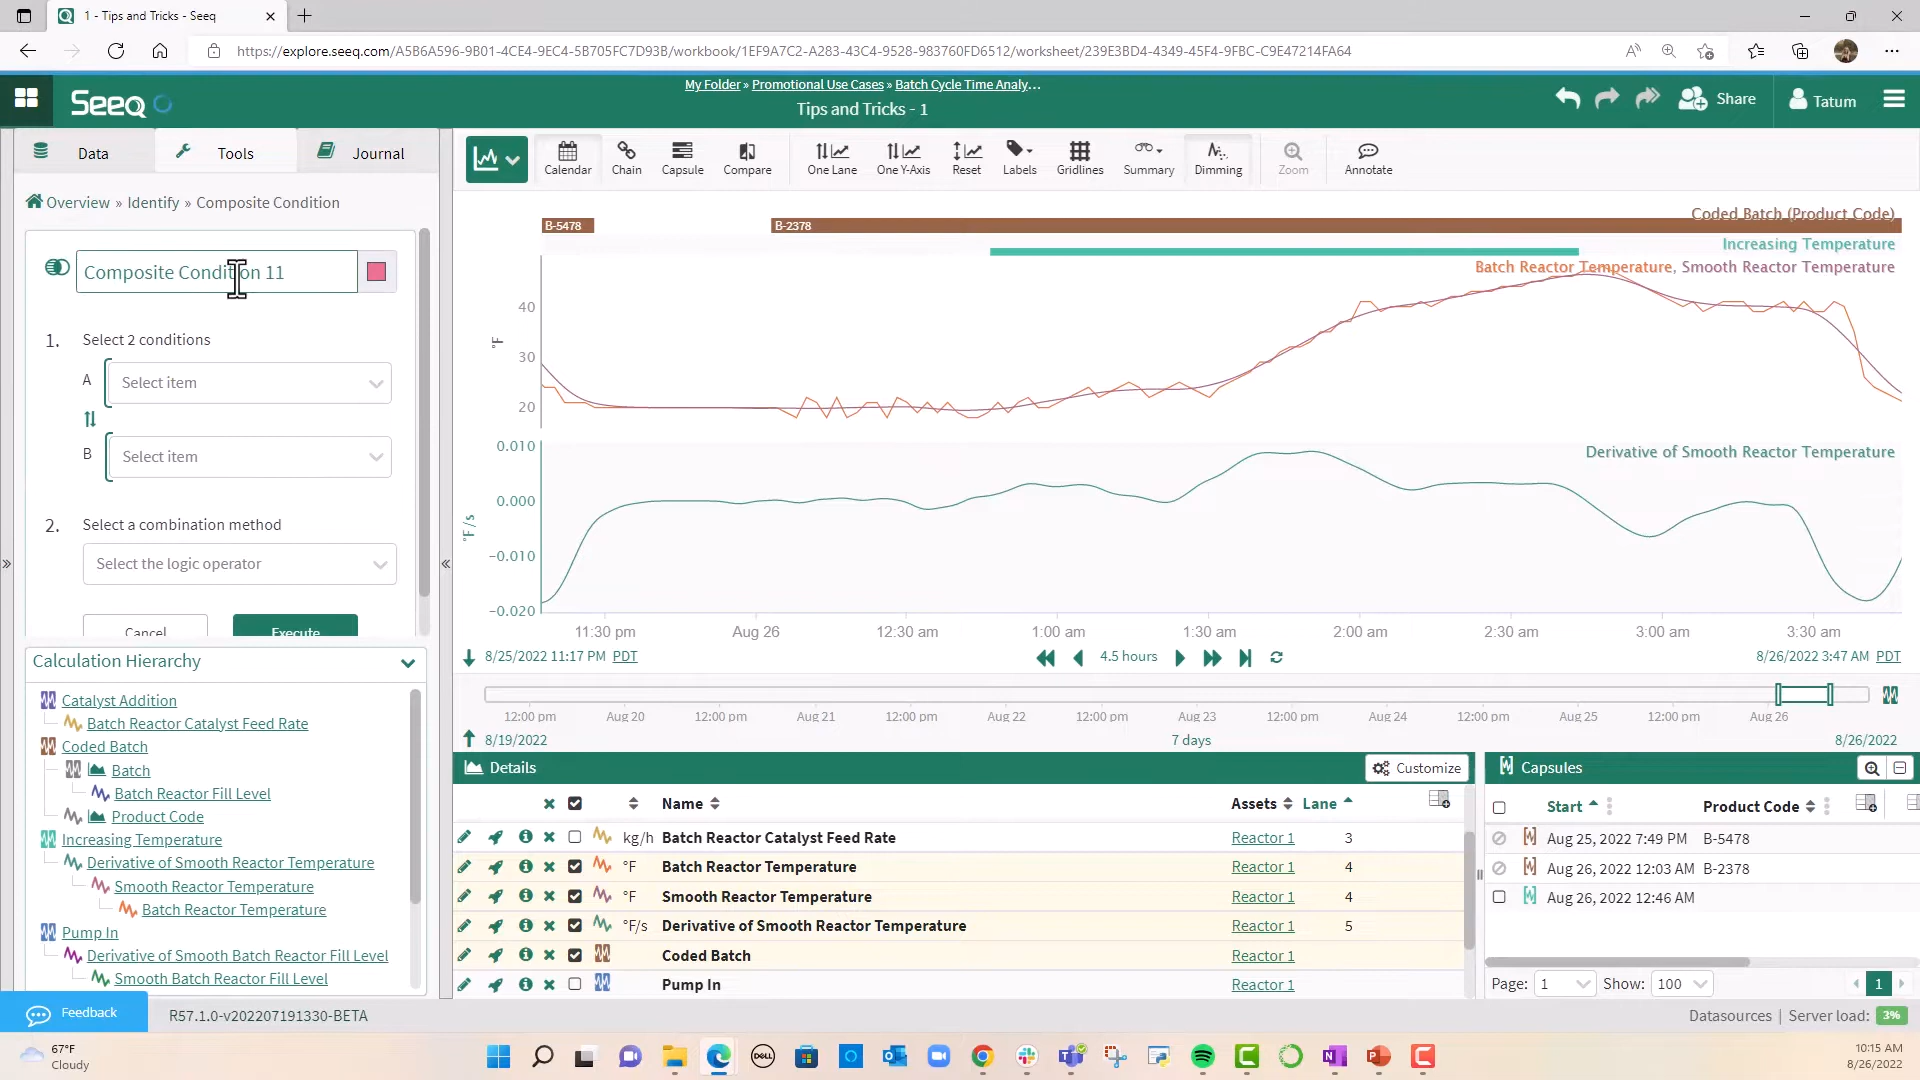 1 - Tips and Tricks - Seeq
https://explore.seeq.com/A5B6A596-9B01-4CE4-9EC4-5B705FC7D93B/workbook/1EF9A7C2-A283-43C4-9528-983760FD6512/worksheet/239E3BD4-4349-45F4-9FBC-C9E47214FA64
Seeq
My Folder » Promotional Use Cases » Batch Cycle Time Analy...
Tips and Tricks - 1
Share
Tatum
Data
Tools
Journal
Calendar
Chain
Capsule
Compare
One Lane
One Y-Axis
Reset
Labels
Gridlines
Summary
Dimming
Zoom
Annotate
Overview » Identify » Composite Condition
Composite Condition 11
1. Select 2 conditions
A Select item
B Select item
2. Select a combination method
Select the logic operator
Cancel
Execute
Coded Batch (Product Code)
B-5478
B-2378
Increasing Temperature
Batch Reactor Temperature, Smooth Reactor Temperature
40
30
20
°F
Derivative of Smooth Reactor Temperature
0.010
0.000
-0.010
-0.020
°F/s
11:30 pm
Aug 26
12:30 am
1:00 am
1:30 am
2:00 am
2:30 am
3:00 am
3:30 am
8/25/2022 11:17 PM PDT
4.5 hours
8/26/2022 3:47 AM PDT
12:00 pm
Aug 20
12:00 pm
Aug 21
12:00 pm
Aug 22
12:00 pm
Aug 23
12:00 pm
Aug 24
12:00 pm
Aug 25
12:00 pm
Aug 26
8/19/2022
7 days
8/26/2022
Calculation Hierarchy
Catalyst Addition
Batch Reactor Catalyst Feed Rate
Coded Batch
Batch
Batch Reactor Fill Level
Product Code
Increasing Temperature
Derivative of Smooth Reactor Temperature
Smooth Reactor Temperature
Batch Reactor Temperature
Pump In
Derivative of Smooth Batch Reactor Fill Level
Smooth Batch Reactor Fill Level
Details
Customize
Name
Assets
Lane
kg/h Batch Reactor Catalyst Feed Rate Reactor 1 3
°F Batch Reactor Temperature Reactor 1 4
°F Smooth Reactor Temperature Reactor 1 4
°F/s Derivative of Smooth Reactor Temperature Reactor 1 5
Coded Batch Reactor 1
Pump In Reactor 1
Capsules
Start
Product Code
Aug 25, 2022 7:49 PM B-5478
Aug 26, 2022 12:03 AM B-2378
Aug 26, 2022 12:46 AM
Page: 1 Show: 100 1
Feedback
R57.1.0-v202207191330-BETA
Datasources | Server load: 3%
67°F
Cloudy
DELL
10:15 AM
8/26/2022